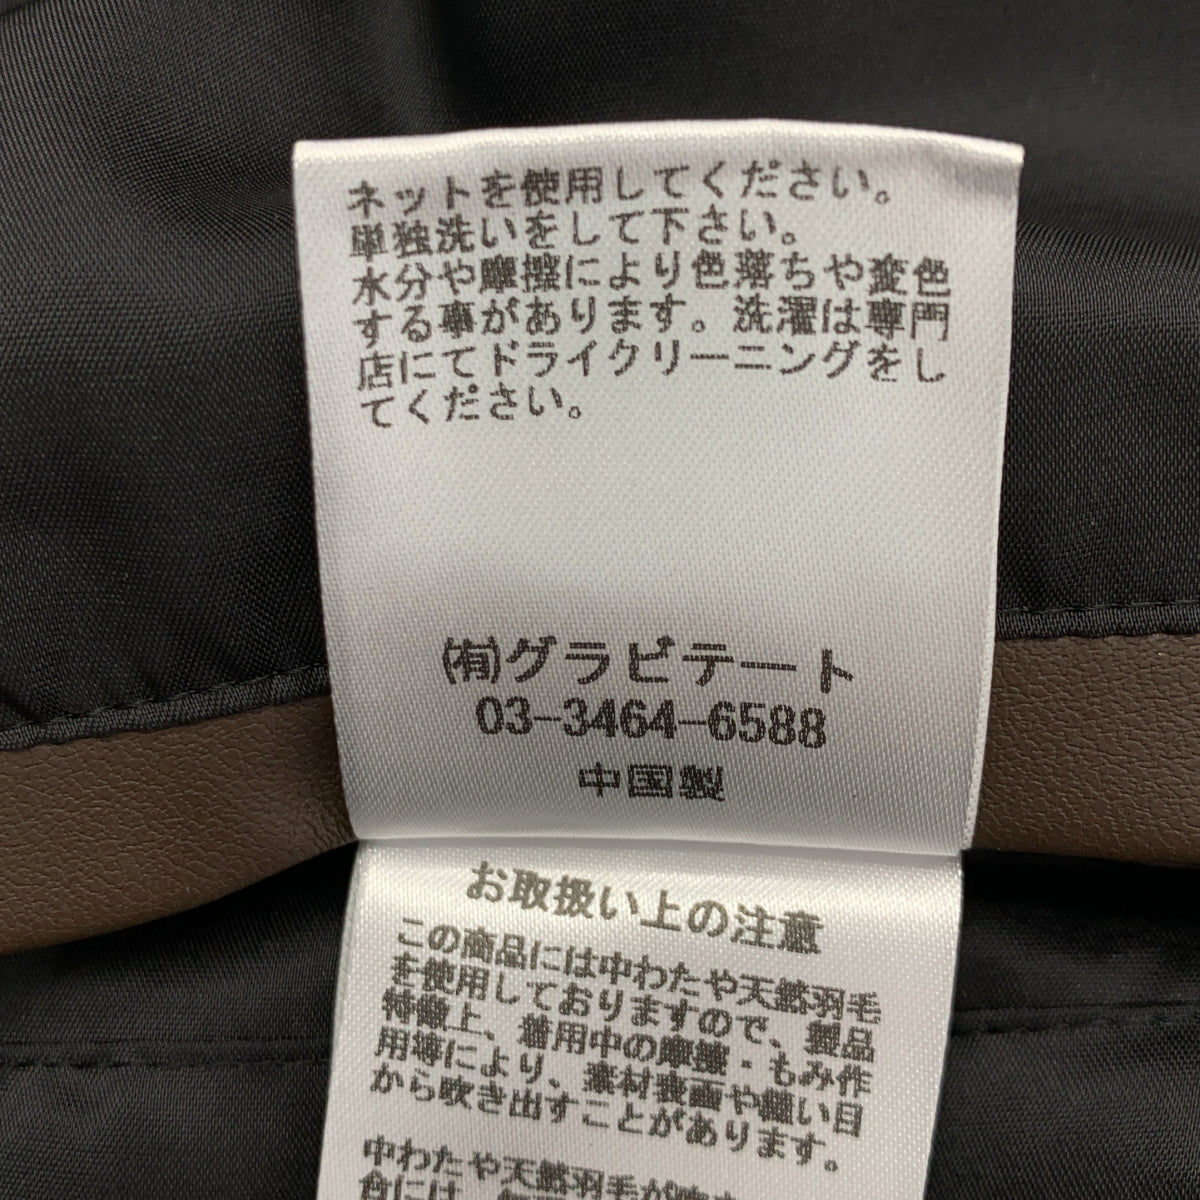 ネットを使用してください。
単独洗いをして下さい。
水分や摩擦により色落ちや変色
する事があります。洗濯は専門
店にてドライクリーニングをし
てください。
(有)グラビテート
03-3464-6588
中国製
お取扱い上の注意
この商品には中わたや天然羽毛
を使用しておりますので、製品
特徴上、着用中の摩擦・もみ作
用等により、素材表面や縫い目
から吹き出すことがあります。
中わたや天然羽毛が吹き
合には、